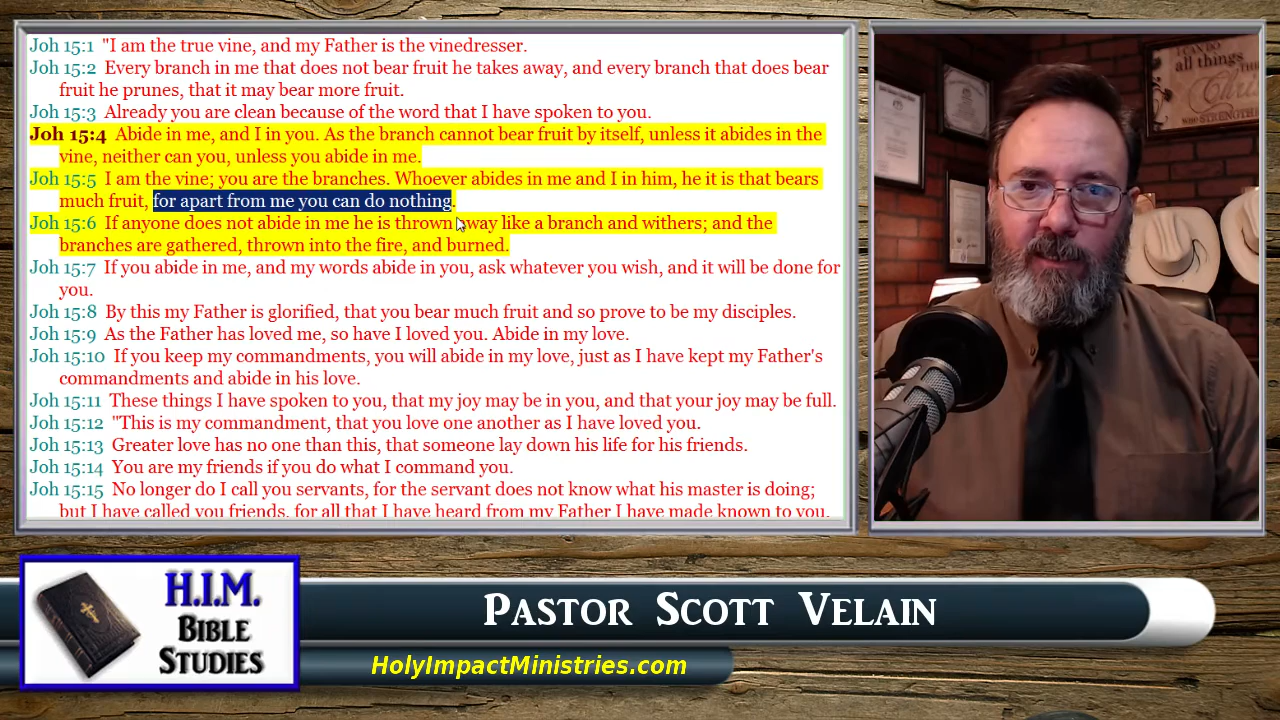 Joh 15:1 "I am the true vine, and my Father is the vinedresser.
Joh 15:2 Every branch in me that does not bear fruit he takes away, and every branch that does bear
fruit he prunes, that it may bear more fruit.
Joh 15:3 Already you are clean because of the word that I have spoken to you.
Joh 15:4 Abide in me, and I in you. As the branch cannot bear fruit by itself, unless it abides in the
vine, neither can you, unless you abide in me.
Joh 15:5 I am the vine; you are the branches. Whoever abides in me and I in him, he it is that bears
much fruit, for apart from me you can do nothing.
Joh 15:6 If anyone does not abide in me he is thrown away like a branch and withers; and the
branches are gathered, thrown into the fire, and burned.
Joh 15:7 If you abide in me, and my words abide in you, ask whatever you wish, and it will be done for
you.
Joh 15:8 By this my Father is glorified, that you bear much fruit and so prove to be my disciples.
Joh 15:9 As the Father has loved me, so have I loved you. Abide in my love.
Joh 15:10 If you keep my commandments, you will abide in my love, just as I have kept my Father's
commandments and abide in his love.
Joh 15:11 These things I have spoken to you, that my joy may be in you, and that your joy may be full.
Joh 15:12 "This is my commandment, that you love one another as I have loved you.
Joh 15:13 Greater love has no one than this, that someone lay down his life for his friends.
Joh 15:14 You are my friends if you do what I command you.
Joh 15:15 No longer do I call you servants, for the servant does not know what his master is doing;
but I have called you friends, for all that I have heard from my Father I have made known to you.
I CAN DO
all things
Christ
WHO STRENGTHENS
H.I.M.
BIBLE
STUDIES
PASTOR SCOTT VELAIN
HolyImpactMinistries.com